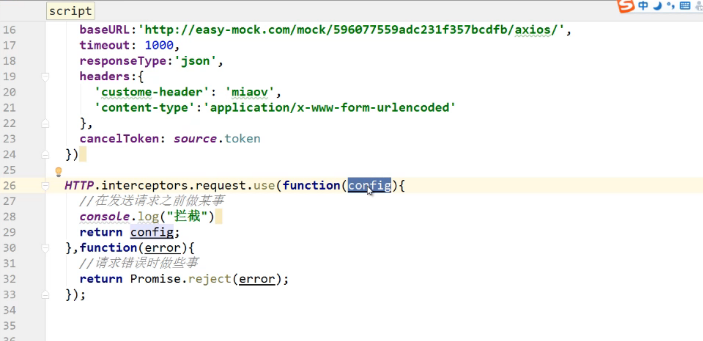 script
16 baseURL:'http://easy-mock.com/mock/596077559adc231f357bcdfb/axios/',
17 timeout: 1000,
18 responseType:'json',
19 headers:{
20 'custome-header': 'miaov',
21 'content-type':'application/x-www-form-urlencoded'
22 },
23 cancelToken: source.token
24 })
25
26 HTTP.interceptors.request.use(function(config){
27 //在发送请求之前做某事
28 console.log("拦截")
29 return config;
30 },function(error){
31 //请求错误时做些事
32 return Promise.reject(error);
33 });
34
35
36
S 中